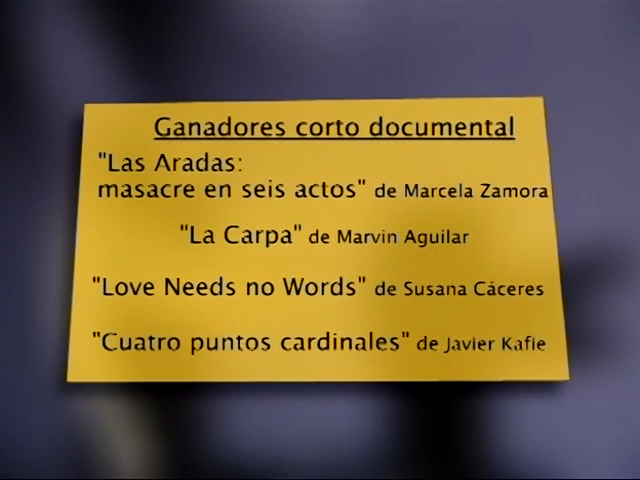 Ganadores corto documental
"Las Aradas:
masacre en seis actos" de Marcela Zamora
"La Carpa" de Marvin Aguilar
"Love Needs no Words" de Susana Cáceres
"Cuatro puntos cardinales" de Javier Kafie